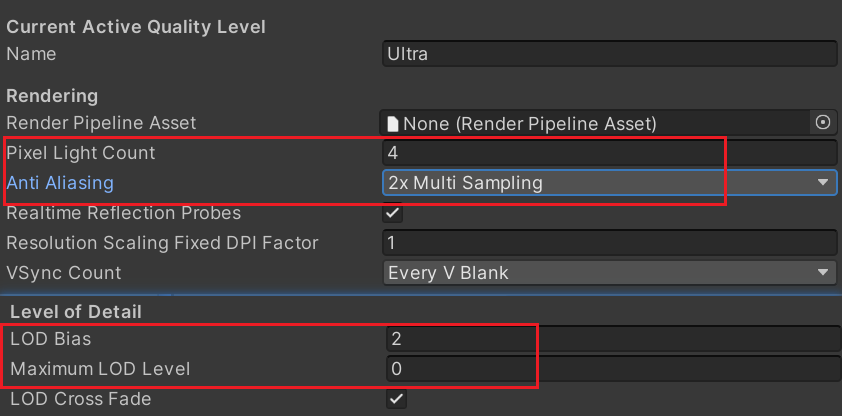 Current Active Quality Level
Name Ultra
Rendering
Render Pipeline Asset None (Render Pipeline Asset)
Pixel Light Count 4
Anti Aliasing 2x Multi Sampling
Realtime Reflection Probes
Resolution Scaling Fixed DPI Factor 1
VSync Count Every V Blank
Level of Detail
LOD Bias 2
Maximum LOD Level 0
LOD Cross Fade